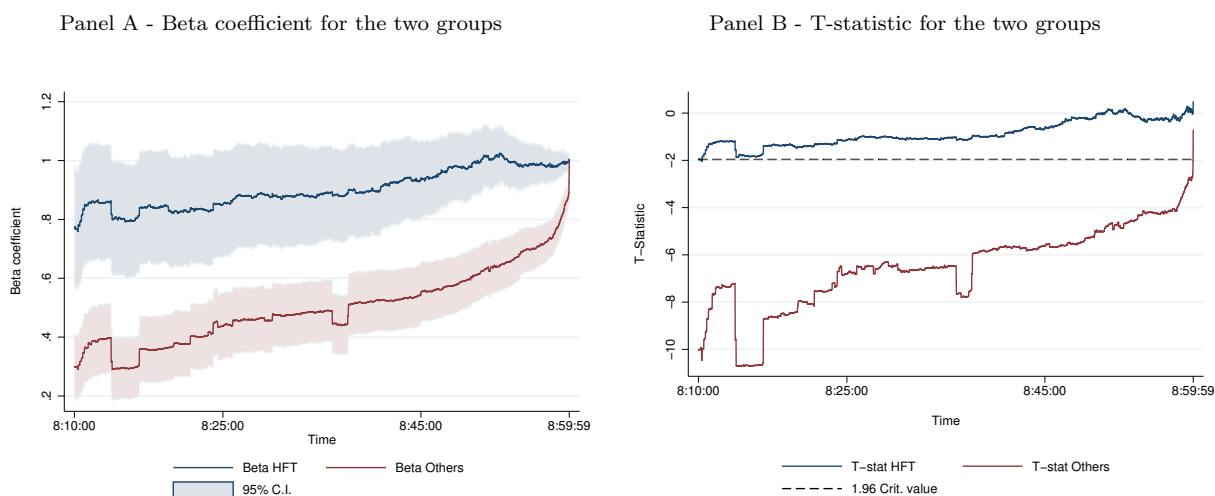 Panel A - Beta coefficient for the two groups
1.2
1
.8
.6
.4
.2
Beta coefficient
8:10:00 8:25:00 8:45:00 8:59:59
Time
Beta HFT Beta Others
95% C.I.
Panel B - T-statistic for the two groups
0
−2
−4
−6
−8
−10
T−Statistic
8:10:00 8:25:00 8:45:00 8:59:59
Time
T−stat HFT T−stat Others
1.96 Crit. value